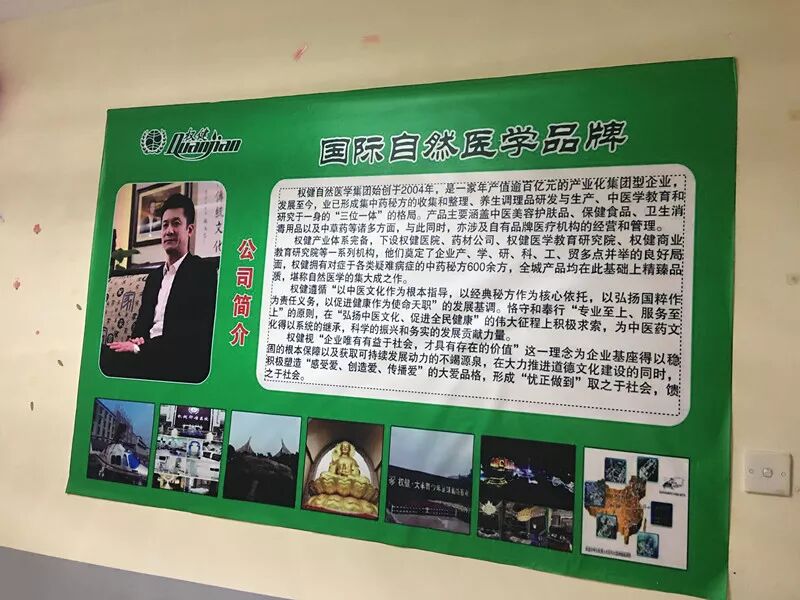 权健
Quanjian
国际自然医学品牌
传统文化
公司简介
权健自然医学集团始创于2004年，是一家年产值逾百亿元的产业化集团型企业，
发展至今，业已形成集中药秘方的收集和整理、养生调理品研发与生产、中医学教育和
研究于一身的“三位一体”的格局。产品主要涵盖中医美容护肤品、保健食品、卫生消
毒用品以及中草药等诸多方面，与此同时，亦涉及自有品牌医疗机构的经营和管理。
权健产业体系完备，下设权健医院、药材公司、权健医学教育研究院、权健商业
教育研究院等一系列机构，他们奠定了企业产、学、研、科、工、贸多点并举的良好局
面，权健拥有对症于各类疑难病症的中药秘方600余方，全城产品均在此基础上精臻品
质，堪称自然医学的集大成之作。
权健遵循“以中医文化作为根本指导，以经典秘方作为核心依托，以弘扬国粹作
为责任义务，以促进健康作为使命天职”的发展基调。恪守和奉行“专业至上、服务至
上”的原则，在“弘扬中医文化、促进全民健康”的伟大征程上积极求索，为中医药文
化得以系统的继承，科学的振兴和务实的发展贡献力量。
权健视“企业唯有有益于社会，才具有存在的价值”这一理念为企业基座得以稳
固的根本保障以及获取可持续发展动力的不竭源泉，在大力推进道德文化建设的同时，
积极塑造“感受爱、创造爱、传播爱”的大爱品格，形成“忧正做到”取之于社会，馈
之于社会。